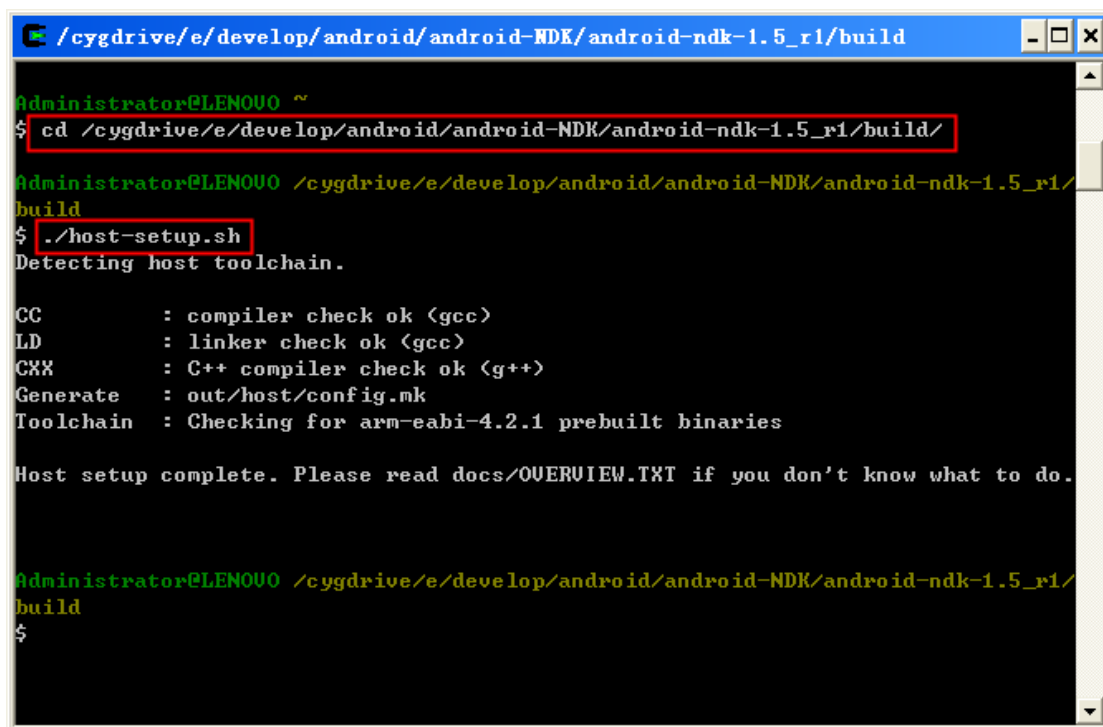 /cygdrive/e/develop/android/android-NDK/android-ndk-1.5_r1/build
Administrator@LENOVO ~
$ cd /cygdrive/e/develop/android/android-NDK/android-ndk-1.5_r1/build/
Administrator@LENOVO /cygdrive/e/develop/android/android-NDK/android-ndk-1.5_r1/
build
$ ./host-setup.sh
Detecting host toolchain.
CC        : compiler check ok (gcc)
LD        : linker check ok (gcc)
CXX       : C++ compiler check ok (g++)
Generate  : out/host/config.mk
Toolchain : Checking for arm-eabi-4.2.1 prebuilt binaries
Host setup complete. Please read docs/OVERVIEW.TXT if you don't know what to do.
Administrator@LENOVO /cygdrive/e/develop/android/android-NDK/android-ndk-1.5_r1/
build
$